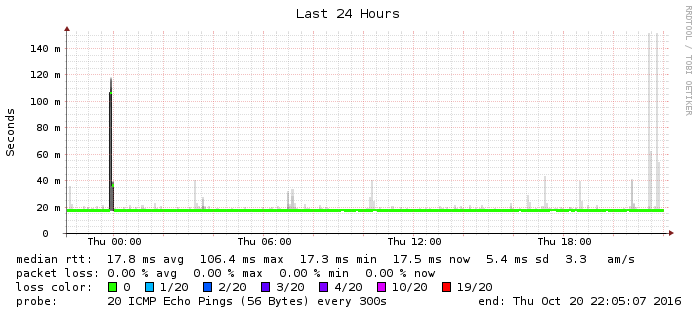 Last 24 Hours
RRDTOOL / TOBI OETIKER
Seconds
140 m
120 m
100 m
80 m
60 m
40 m
20 m
0
Thu 00:00 Thu 06:00 Thu 12:00 Thu 18:00
median rtt: 17.8 ms avg 106.4 ms max 17.3 ms min 17.5 ms now 5.4 ms sd 3.3 am/s
packet loss: 0.00 % avg 0.00 % max 0.00 % min 0.00 % now
loss color: 0 1/20 2/20 3/20 4/20 10/20 19/20
probe: 20 ICMP Echo Pings (56 Bytes) every 300s end: Thu Oct 20 22:05:07 2016